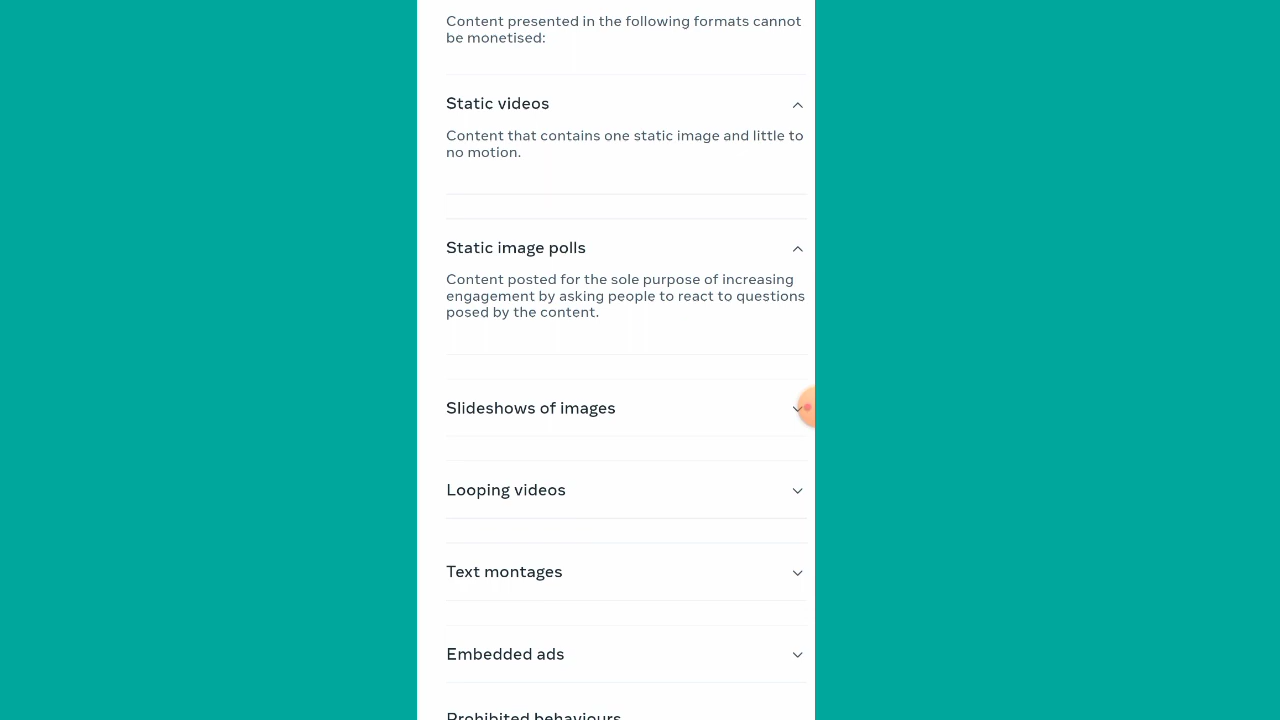 Content presented in the following formats cannot
be monetised:
Static videos
Content that contains one static image and little to
no motion.
Static image polls
Content posted for the sole purpose of increasing
engagement by asking people to react to questions
posed by the content.
Slideshows of images
Looping videos
Text montages
Embedded ads
Prohibited behaviours